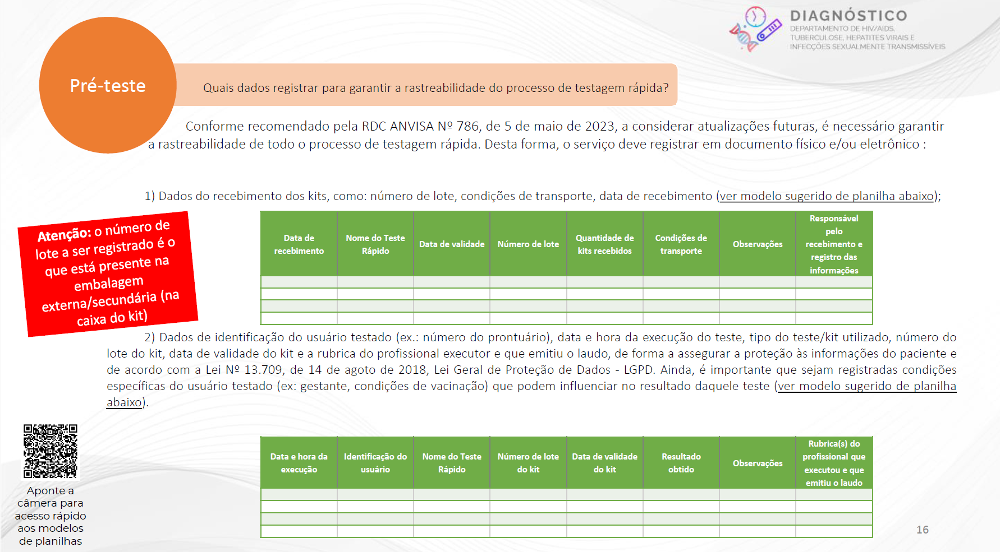 DIAGNÓSTICO
DEPARTAMENTO DE HIV/AIDS,
TUBERCULOSE, HEPATITES VIRAIS E
INFECÇÕES SEXUALMENTE TRANSMISSÍVEIS
Pré-teste
Quais dados registrar para garantir a rastreabilidade do processo de testagem rápida?
Conforme recomendado pela RDC ANVISA Nº 786, de 5 de maio de 2023, a considerar atualizações futuras, é necessário garantir
a rastreabilidade de todo o processo de testagem rápida. Desta forma, o serviço deve registrar em documento físico e/ou eletrônico :
1) Dados do recebimento dos kits, como: número de lote, condições de transporte, data de recebimento (ver modelo sugerido de planilha abaixo);
Atenção: o número de
lote a ser registrado é o
que está presente na
embalagem
externa/secundária (na
caixa do kit)
Data de
recebimento
Nome do Teste
Rápido
Data de validade
Número de lote
Quantidade de
kits recebidos
Condições de
transporte
Observações
Responsável
pelo
recebimento e
registro das
informações
2) Dados de identificação do usuário testado (ex.: número do prontuário), data e hora da execução do teste, tipo do teste/kit utilizado, número do
lote do kit, data de validade do kit e a rubrica do profissional executor e que emitiu o laudo, de forma a assegurar a proteção às informações do paciente e
de acordo com a Lei Nº 13.709, de 14 de agoto de 2018, Lei Geral de Proteção de Dados - LGPD. Ainda, é importante que sejam registradas condições
específicas do usuário testado (ex: gestante, condições de vacinação) que podem influenciar no resultado daquele teste (ver modelo sugerido de planilha
abaixo).
Data e hora da
execução
Identificação do
usuário
Nome do Teste
Rápido
Número de lote
do kit
Data de validade
do kit
Resultado
obtido
Observações
Rubrica(s) do
profissional que
executou e que
emitiu o laudo
Aponte a
câmera para
acesso rápido
aos modelos
de planilhas
16